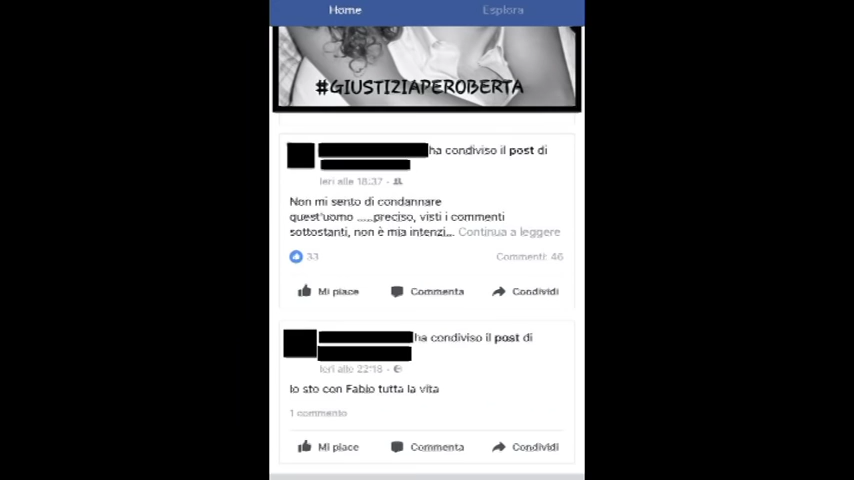 Home
Esplora
#GIUSTIZIAPEROBERTA
ha condiviso il post di
Ieri alle 18:37 ·
Non mi sento di condannare
quest'uomo .....preciso, visti i commenti
sottostanti, non è mia intenzi... Continua a leggere
33
Commenti: 46
Mi piace
Commenta
Condividi
ha condiviso il post di
Ieri alle 22:18 ·
Io sto con Fabio tutta la vita
1 commento
Mi piace
Commenta
Condividi